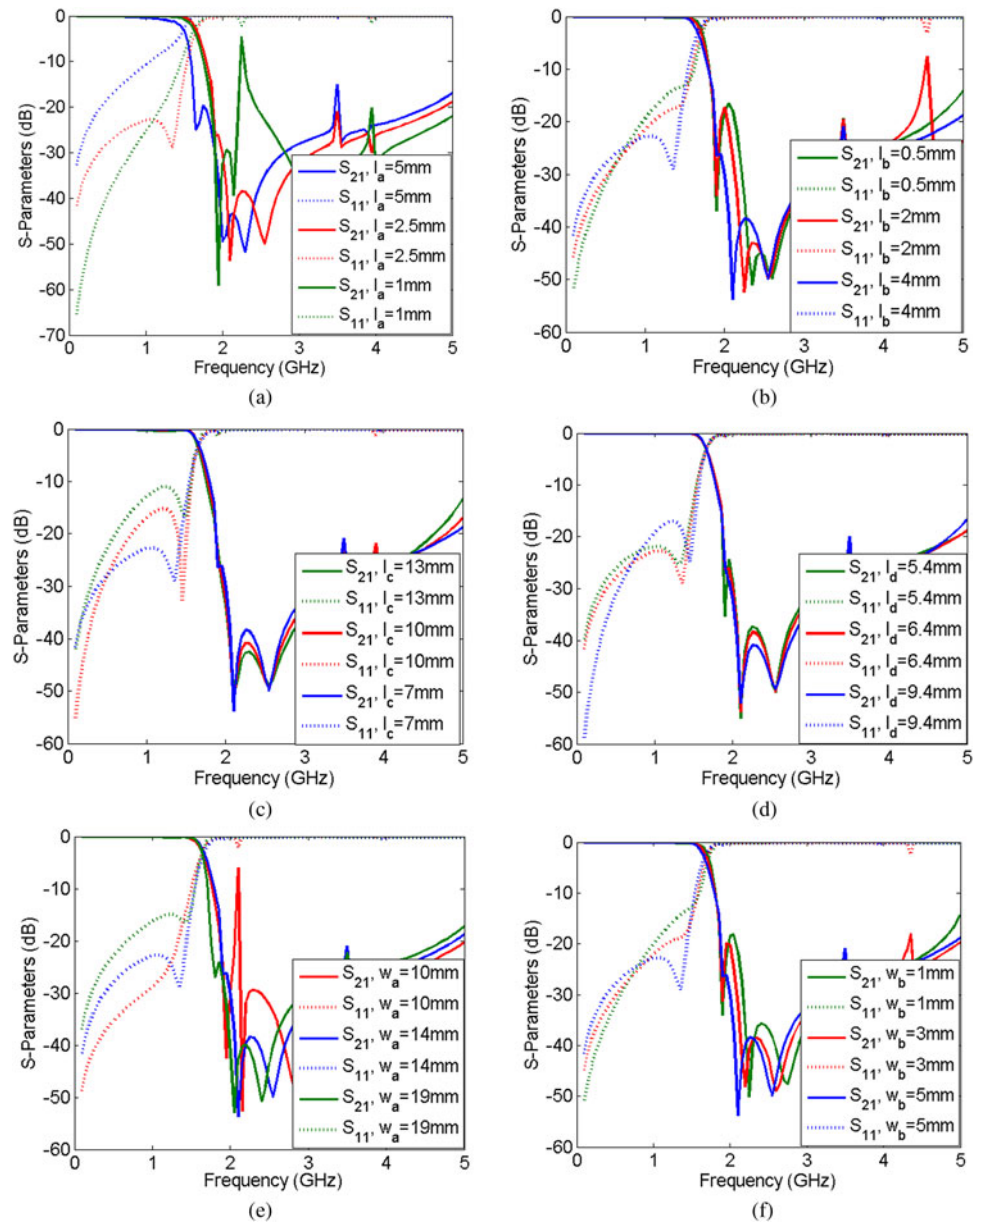 0
-10
-20
-30
-40
-50
-60
-70
S-Parameters (dB)
S21, la=5mm
S11, la=5mm
S21, la=2.5mm
S11, la=2.5mm
S21, la=1mm
S11, la=1mm
0 1 2 3 4 5
Frequency (GHz)
(a)
0
-10
-20
-30
-40
-50
-60
S-Parameters (dB)
S21, lb=0.5mm
S11, lb=0.5mm
S21, lb=2mm
S11, lb=2mm
S21, lb=4mm
S11, lb=4mm
0 1 2 3 4 5
Frequency (GHz)
(b)
0
-10
-20
-30
-40
-50
-60
S-Parameters (dB)
S21, lc=13mm
S11, lc=13mm
S21, lc=10mm
S11, lc=10mm
S21, lc=7mm
S11, lc=7mm
0 1 2 3 4 5
Frequency (GHz)
(c)
0
-10
-20
-30
-40
-50
-60
S-Parameters (dB)
S21, ld=5.4mm
S11, ld=5.4mm
S21, ld=6.4mm
S11, ld=6.4mm
S21, ld=9.4mm
S11, ld=9.4mm
0 1 2 3 4 5
Frequency (GHz)
(d)
0
-10
-20
-30
-40
-50
-60
S-Parameters (dB)
S21, wa=10mm
S11, wa=10mm
S21, wa=14mm
S11, wa=14mm
S21, wa=19mm
S11, wa=19mm
0 1 2 3 4 5
Frequency (GHz)
(e)
0
-10
-20
-30
-40
-50
-60
S-Parameters (dB)
S21, wb=1mm
S11, wb=1mm
S21, wb=3mm
S11, wb=3mm
S21, wb=5mm
S11, wb=5mm
0 1 2 3 4 5
Frequency (GHz)
(f)